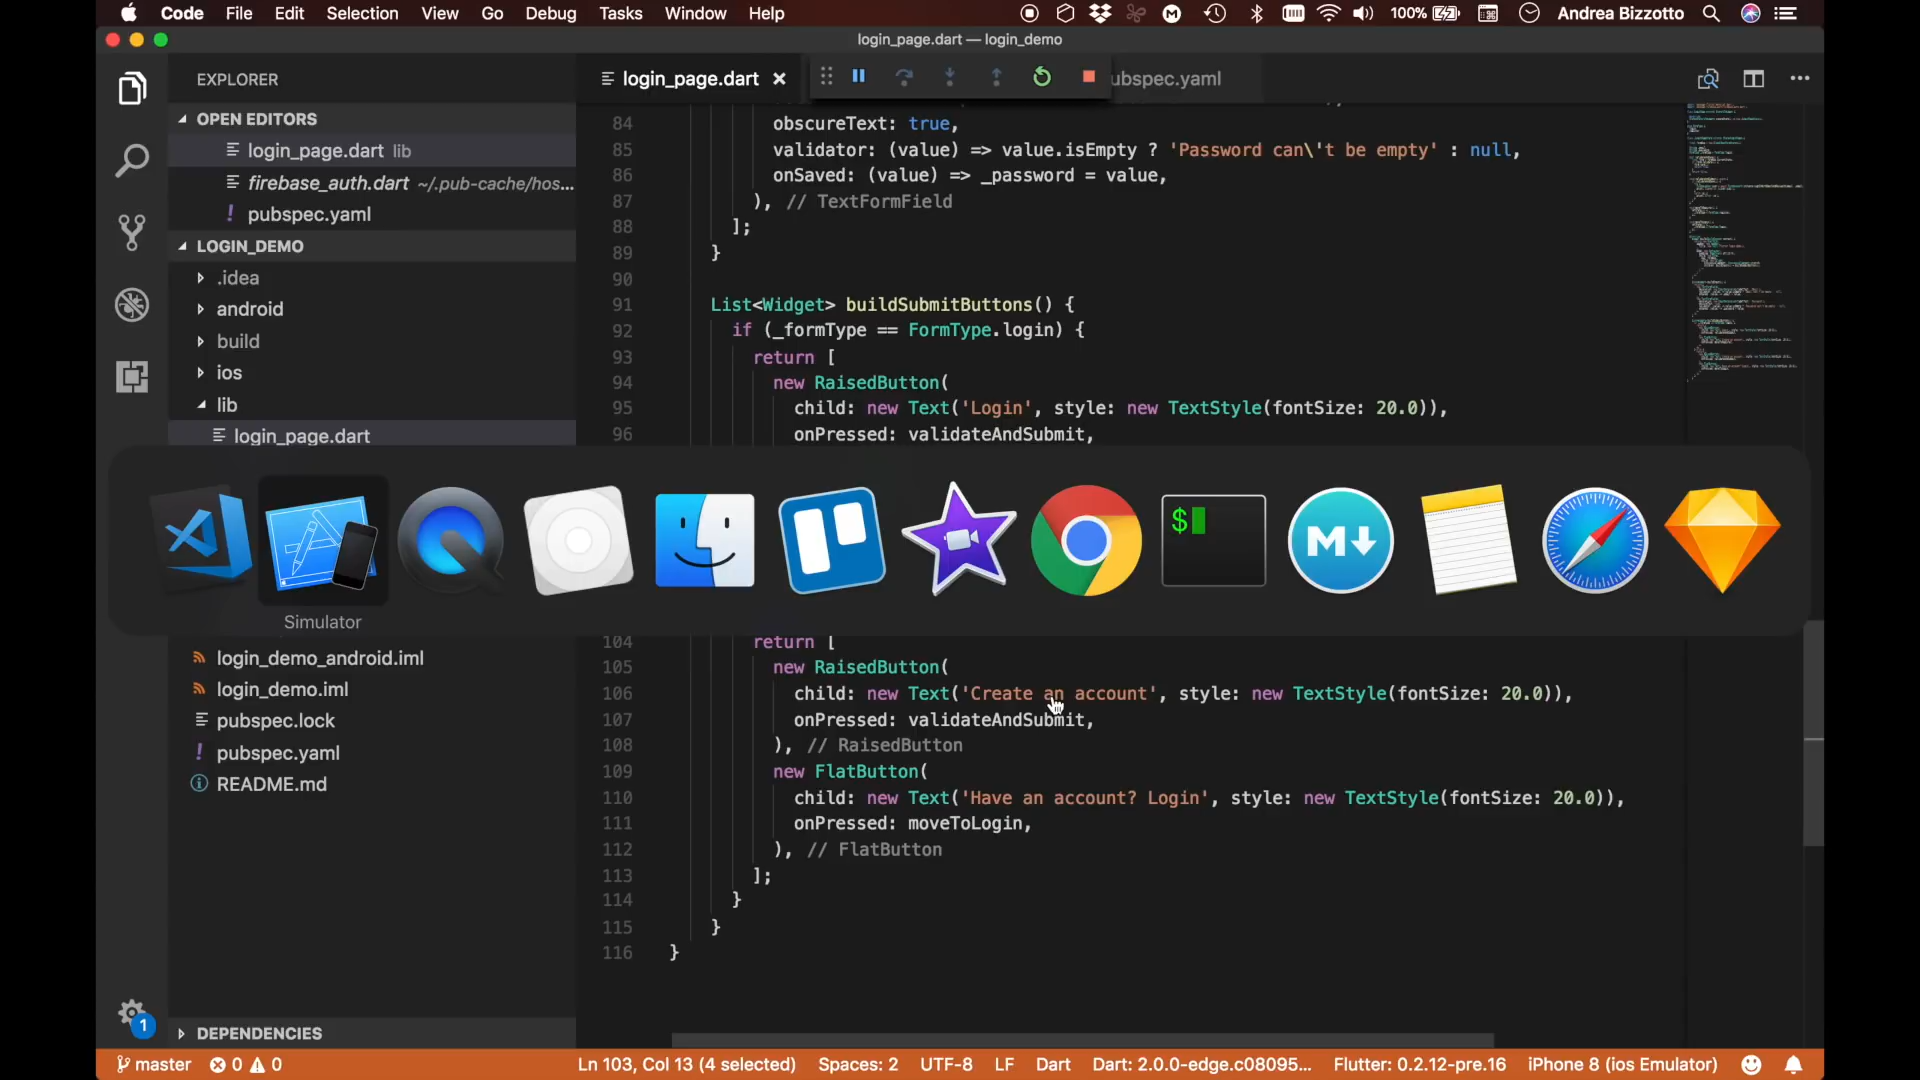 Code File Edit Selection View Go Debug Tasks Window Help 100% Andrea Bizzotto
login_page.dart — login_demo
EXPLORER
OPEN EDITORS
login_page.dart lib
firebase_auth.dart ~/.pub-cache/hos...
! pubspec.yaml
LOGIN_DEMO
.idea
android
build
ios
lib
login_page.dart
login_demo_android.iml
login_demo.iml
pubspec.lock
! pubspec.yaml
README.md
DEPENDENCIES
login_page.dart × ubspec.yaml
84 obscureText: true,
85 validator: (value) => value.isEmpty ? 'Password can\'t be empty' : null,
86 onSaved: (value) => _password = value,
87 ), // TextFormField
88 ];
89 }
90
91 List<Widget> buildSubmitButtons() {
92 if (_formType == FormType.login) {
93 return [
94 new RaisedButton(
95 child: new Text('Login', style: new TextStyle(fontSize: 20.0)),
96 onPressed: validateAndSubmit,
$
M
Simulator
104 return [
105 new RaisedButton(
106 child: new Text('Create an account', style: new TextStyle(fontSize: 20.0)),
107 onPressed: validateAndSubmit,
108 ), // RaisedButton
109 new FlatButton(
110 child: new Text('Have an account? Login', style: new TextStyle(fontSize: 20.0)),
111 onPressed: moveToLogin,
112 ), // FlatButton
113 ];
114 }
115 }
116 }
1
master 0 0 Ln 103, Col 13 (4 selected) Spaces: 2 UTF-8 LF Dart Dart: 2.0.0-edge.c08095... Flutter: 0.2.12-pre.16 iPhone 8 (ios Emulator)